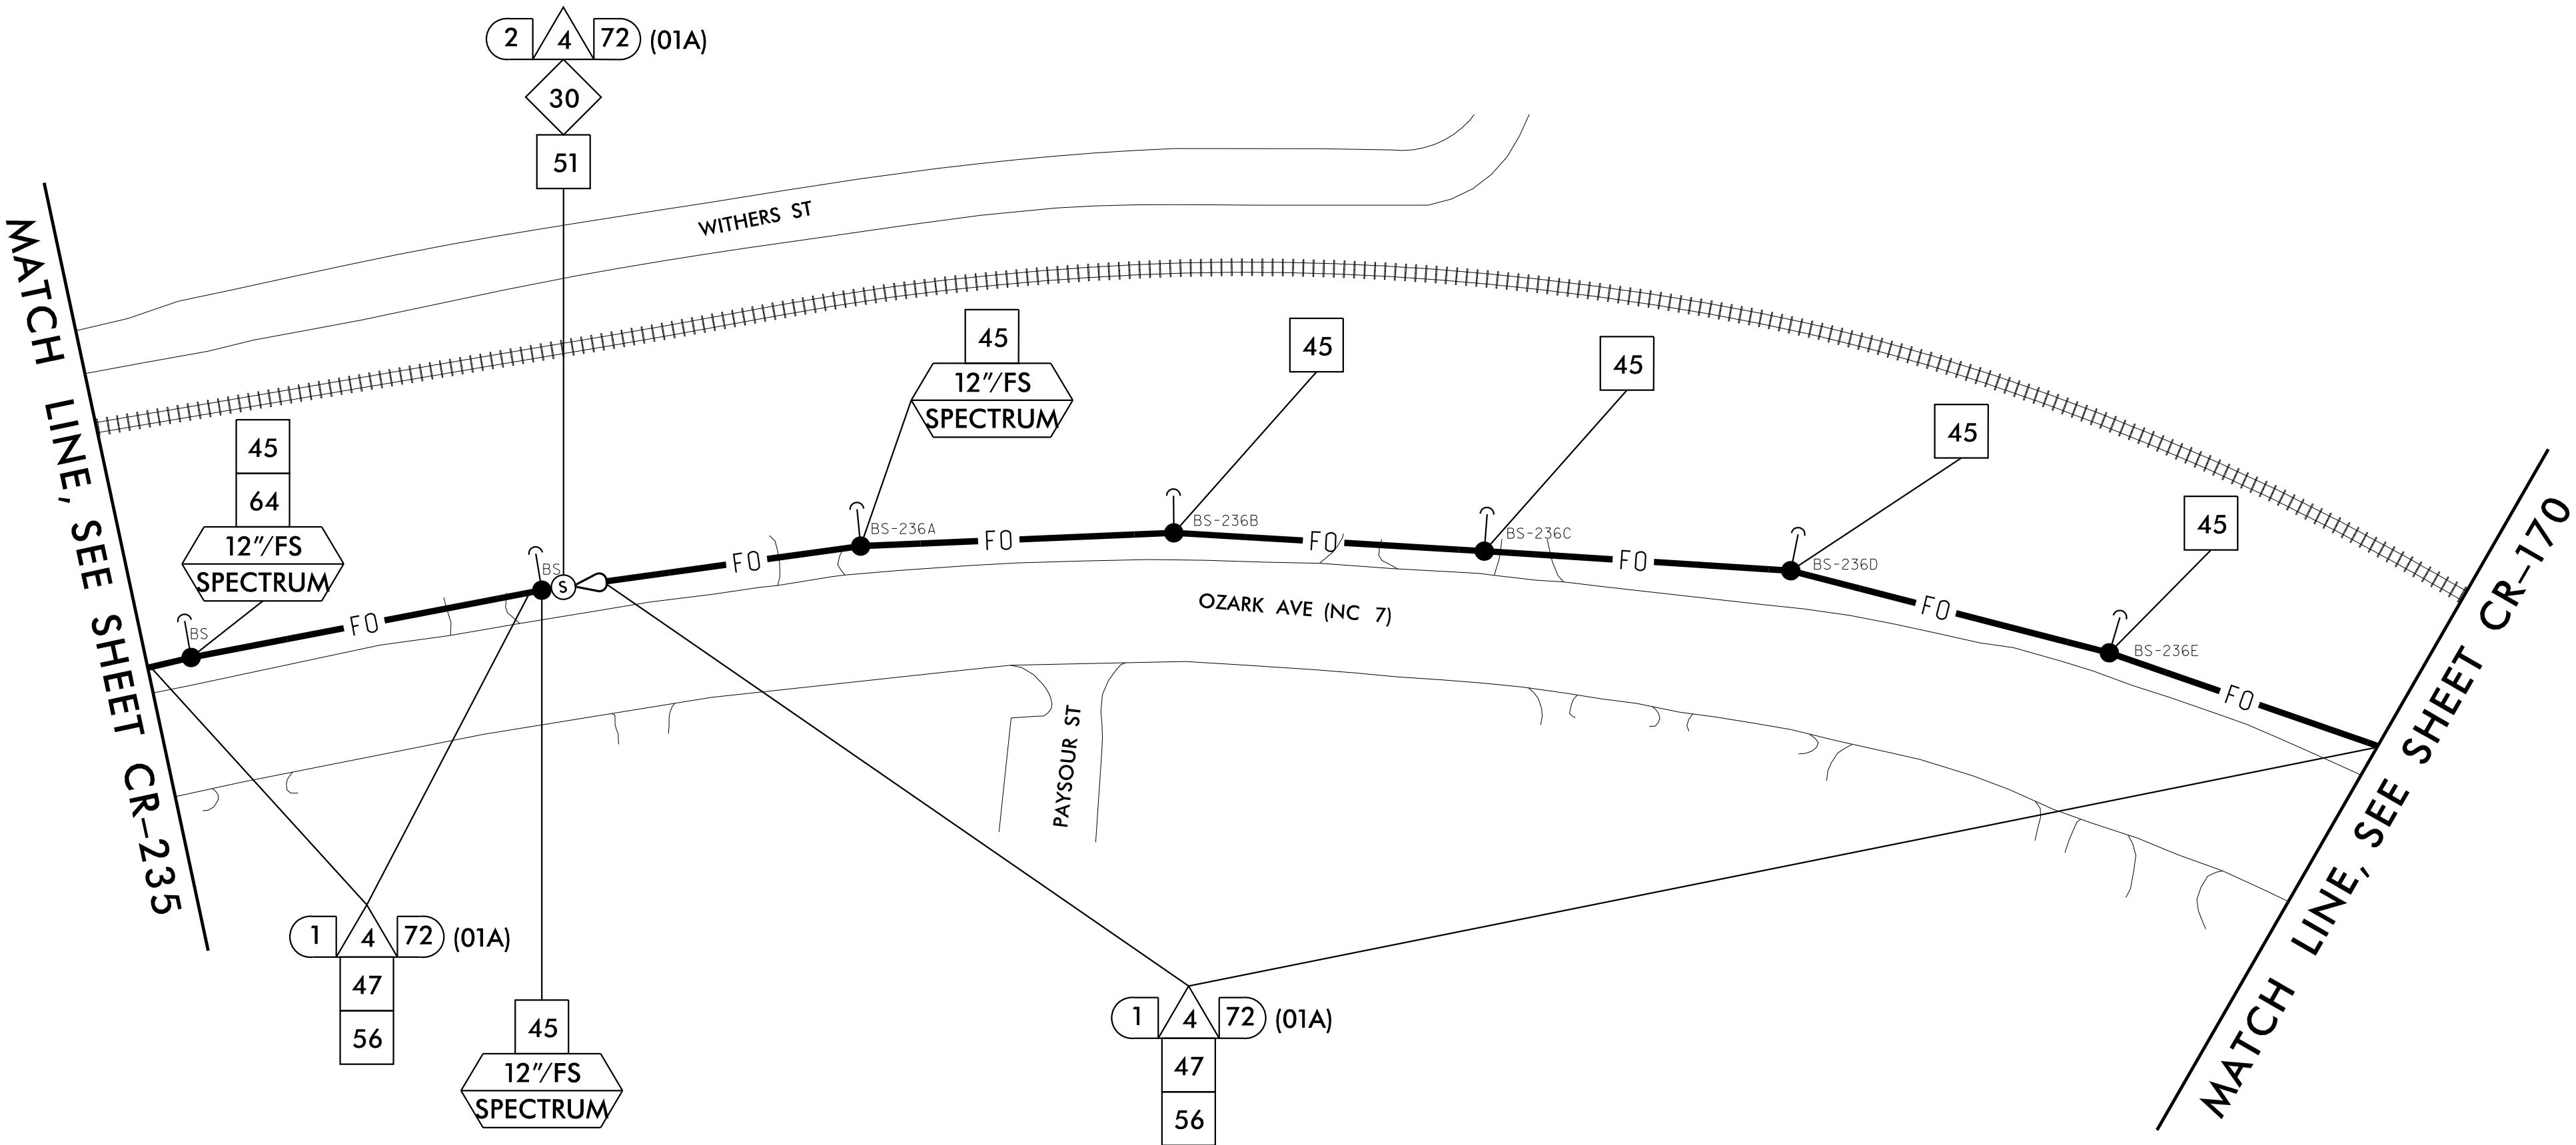 2 4 72 (01A)
30
51
WITHERS ST
MATCH LINE, SEE SHEET CR-235
45
64
12"/FS
SPECTRUM
45
12"/FS
SPECTRUM
45
45
45
45
BS
BS
BS-236A
BS-236B
BS-236C
BS-236D
BS-236E
FO
FO
FO
FO
FO
FO
FO
OZARK AVE (NC 7)
PAYSOUR ST
MATCH LINE, SEE SHEET CR-170
S
1 4 72 (01A)
47
56
45
12"/FS
SPECTRUM
1 4 72 (01A)
47
56